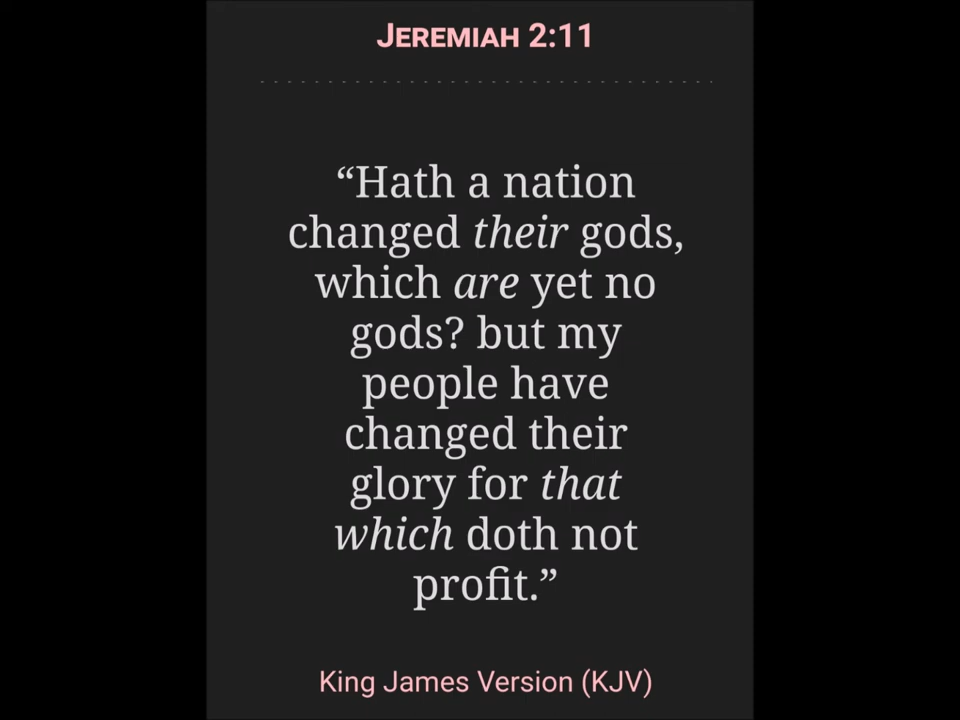 JEREMIAH 2:11
“Hath a nation
changed their gods,
which are yet no
gods? but my
people have
changed their
glory for that
which doth not
profit.”
King James Version (KJV)